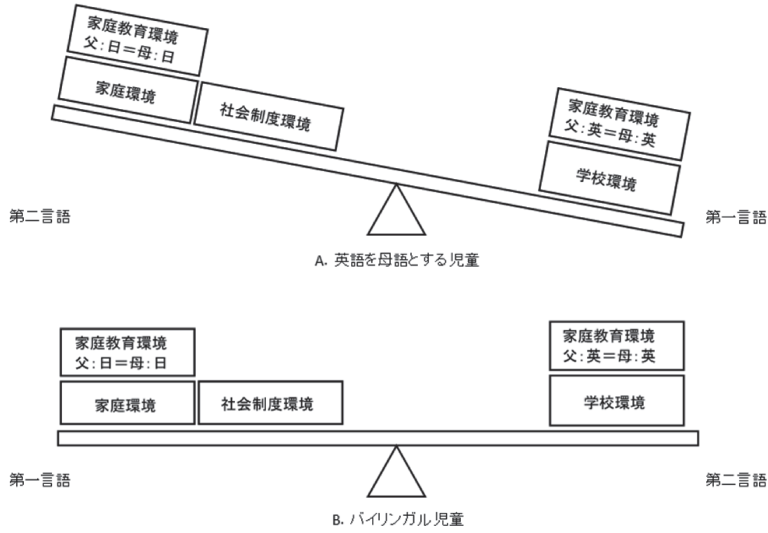 家庭教育環境
父:日=母:日
家庭環境
社会制度環境
家庭教育環境
父:英=母:英
学校環境
第二言語
第一言語
A. 英語を母語とする児童
家庭教育環境
父:日=母:日
家庭環境
社会制度環境
家庭教育環境
父:英=母:英
学校環境
第一言語
第二言語
B. バイリンガル児童